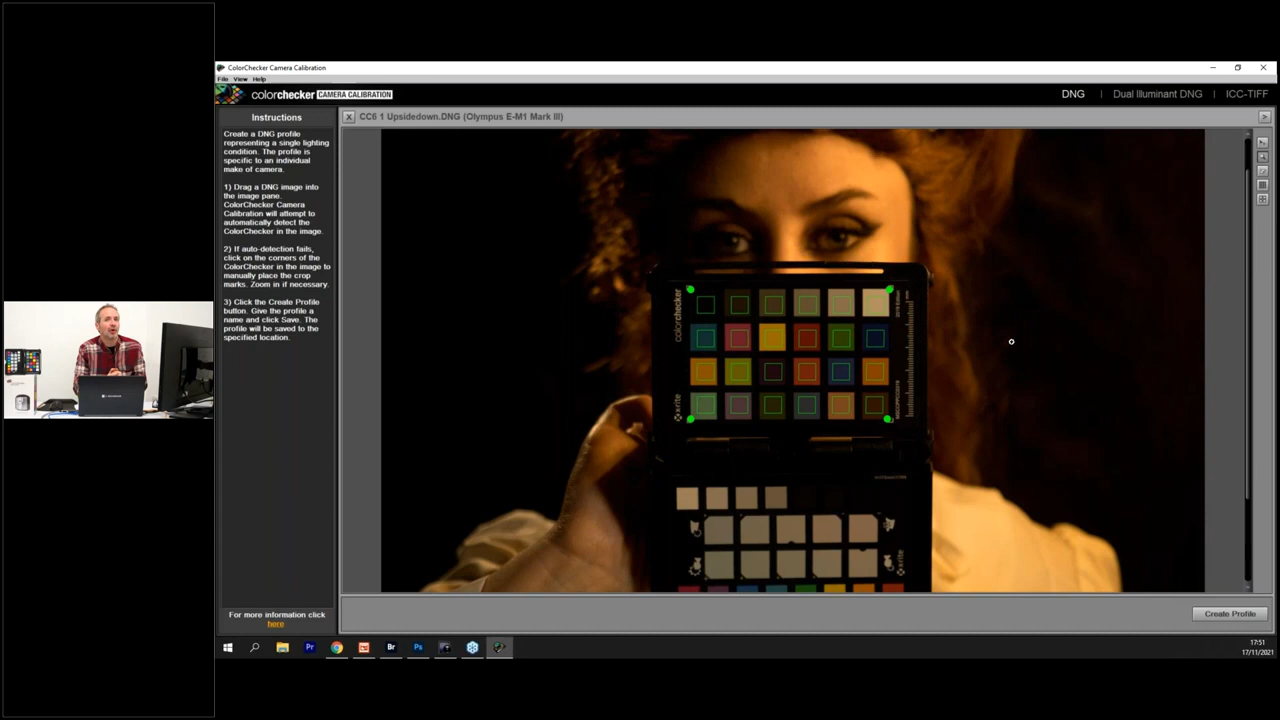 ColorChecker Camera Calibration
File View Help
colorchecker CAMERA CALIBRATION
DNG | Dual Illuminant DNG | ICC-TIFF
Instructions
X CC6 1 Upsidedown.DNG (Olympus E-M1 Mark III)
Create a DNG profile
representing a single lighting
condition. The profile is
specific to an individual
make of camera.
1) Drag a DNG image into
the image pane.
ColorChecker Camera
Calibration will attempt to
automatically detect the
ColorChecker in the image.
2) If auto-detection fails,
click on the corners of the
ColorChecker in the image to
manually place the crop
marks. Zoom in if necessary.
3) Click the Create Profile
button. Give the profile a
name and click Save. The
profile will be saved to the
specified location.
colorchecker
x·rite
x·rite
For more information click
here
Create Profile
Pr
Br
Ps
17:51
17/11/2021